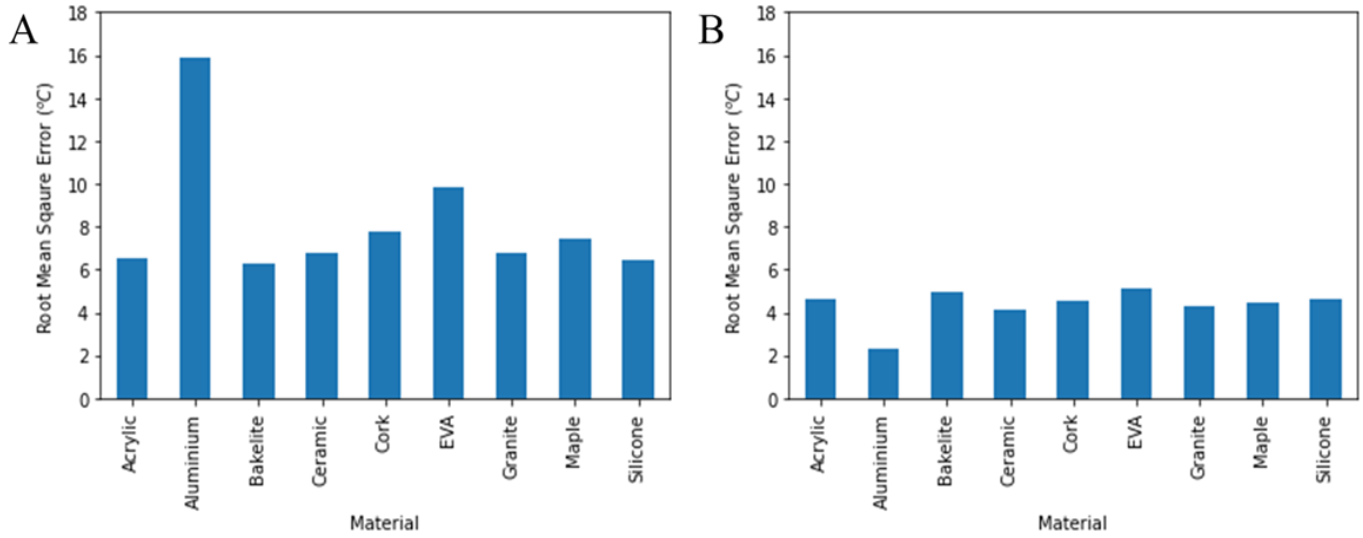 A
18
16
14
12
10
8
6
4
2
0
Root Mean Sqaure Error (°C)
Acrylic
Aluminium
Bakelite
Ceramic
Cork
EVA
Granite
Maple
Silicone
Material
B
18
16
14
12
10
8
6
4
2
0
Root Mean Sqaure Error (°C)
Acrylic
Aluminium
Bakelite
Ceramic
Cork
EVA
Granite
Maple
Silicone
Material